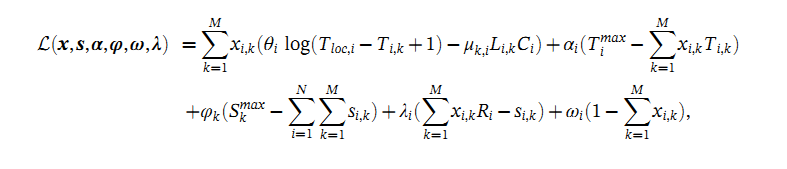 ℒ(x,s,α,φ,ω,λ) = ∑_{k=1}^{M} x_{i,k}(θ_i log(T_{loc,i} − T_{i,k} + 1) − μ_{k,i}L_{i,k}C_i) + α_i(T_i^{max} − ∑_{k=1}^{M} x_{i,k}T_{i,k})
+φ_k(S_k^{max} − ∑_{i=1}^{N} ∑_{k=1}^{M} s_{i,k}) + λ_i(∑_{k=1}^{M} x_{i,k}R_i − s_{i,k}) + ω_i(1 − ∑_{k=1}^{M} x_{i,k}),